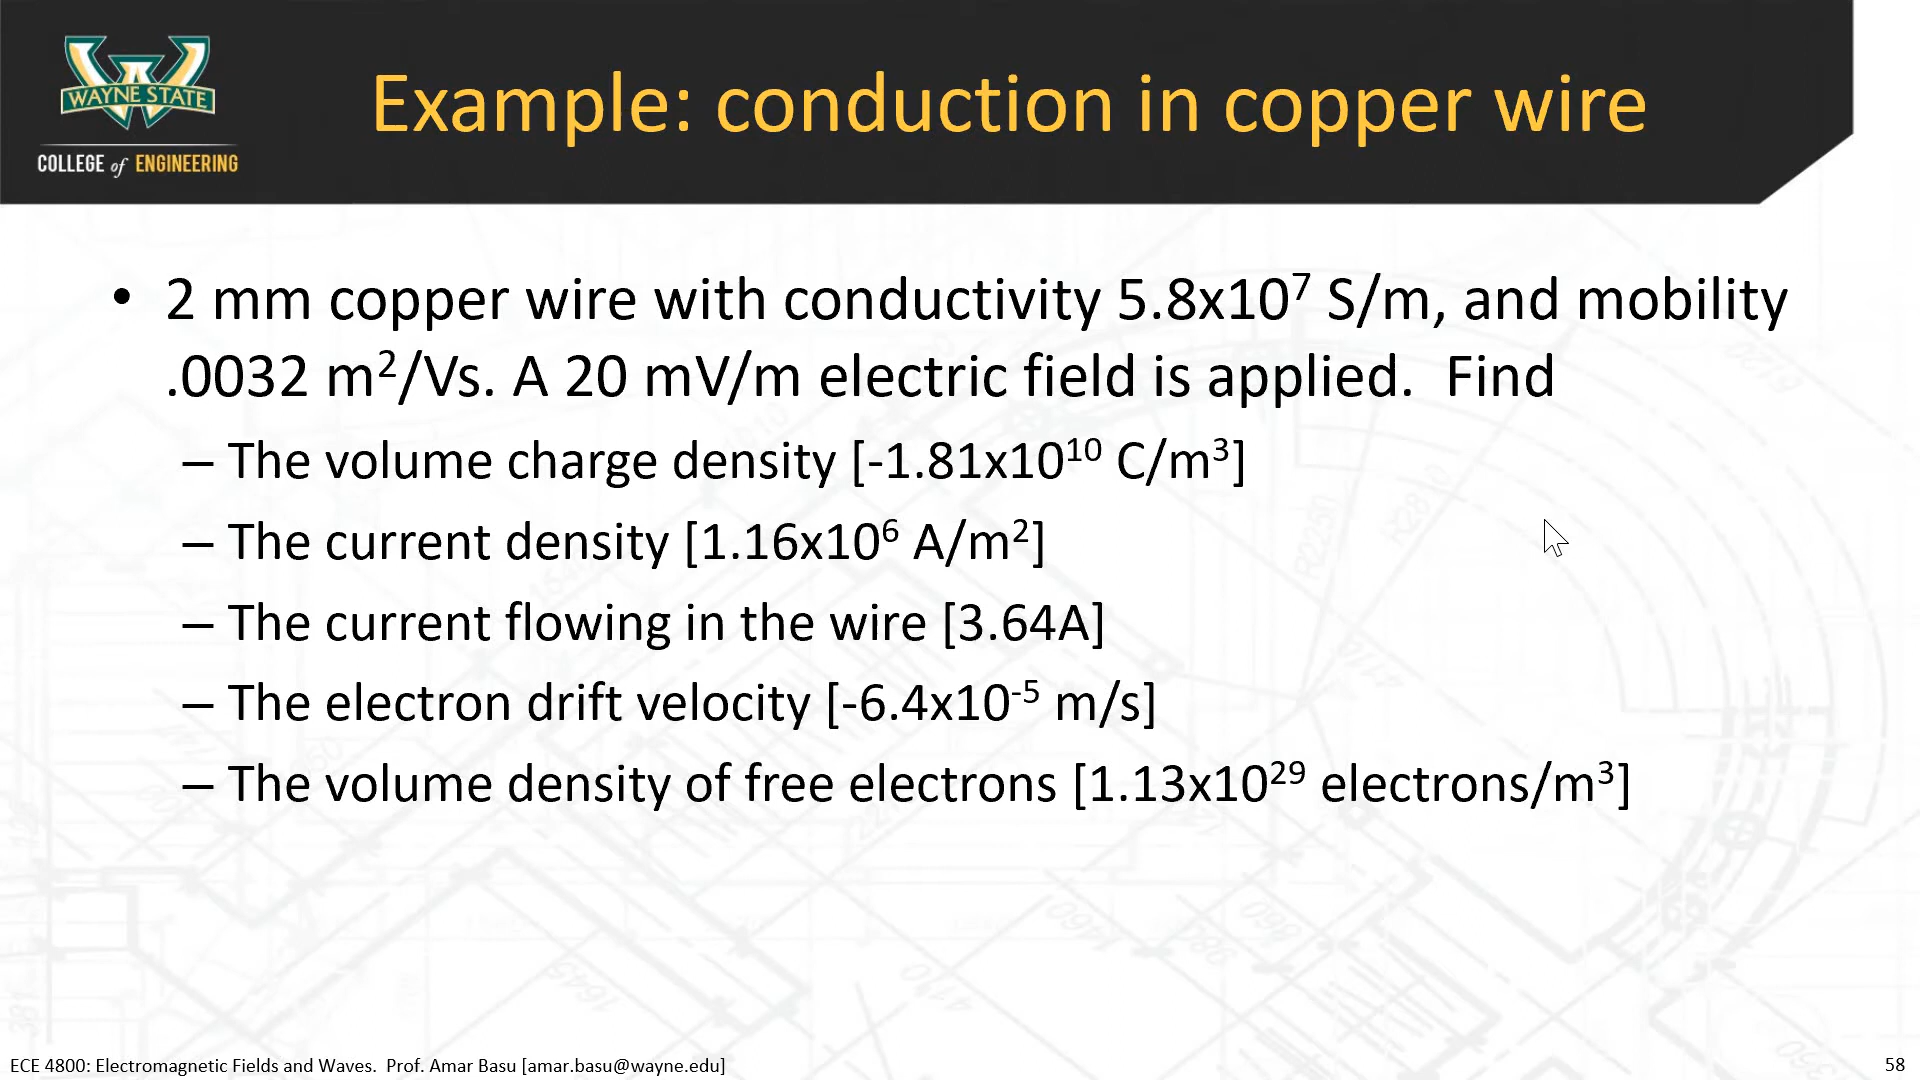 WAYNE STATE
COLLEGE of ENGINEERING
Example: conduction in copper wire
• 2 mm copper wire with conductivity 5.8x10⁷ S/m, and mobility
.0032 m²/Vs. A 20 mV/m electric field is applied.  Find
– The volume charge density [-1.81x10¹⁰ C/m³]
– The current density [1.16x10⁶ A/m²]
– The current flowing in the wire [3.64A]
– The electron drift velocity [-6.4x10⁻⁵ m/s]
– The volume density of free electrons [1.13x10²⁹ electrons/m³]
ECE 4800: Electromagnetic Fields and Waves.  Prof. Amar Basu [amar.basu@wayne.edu]
58